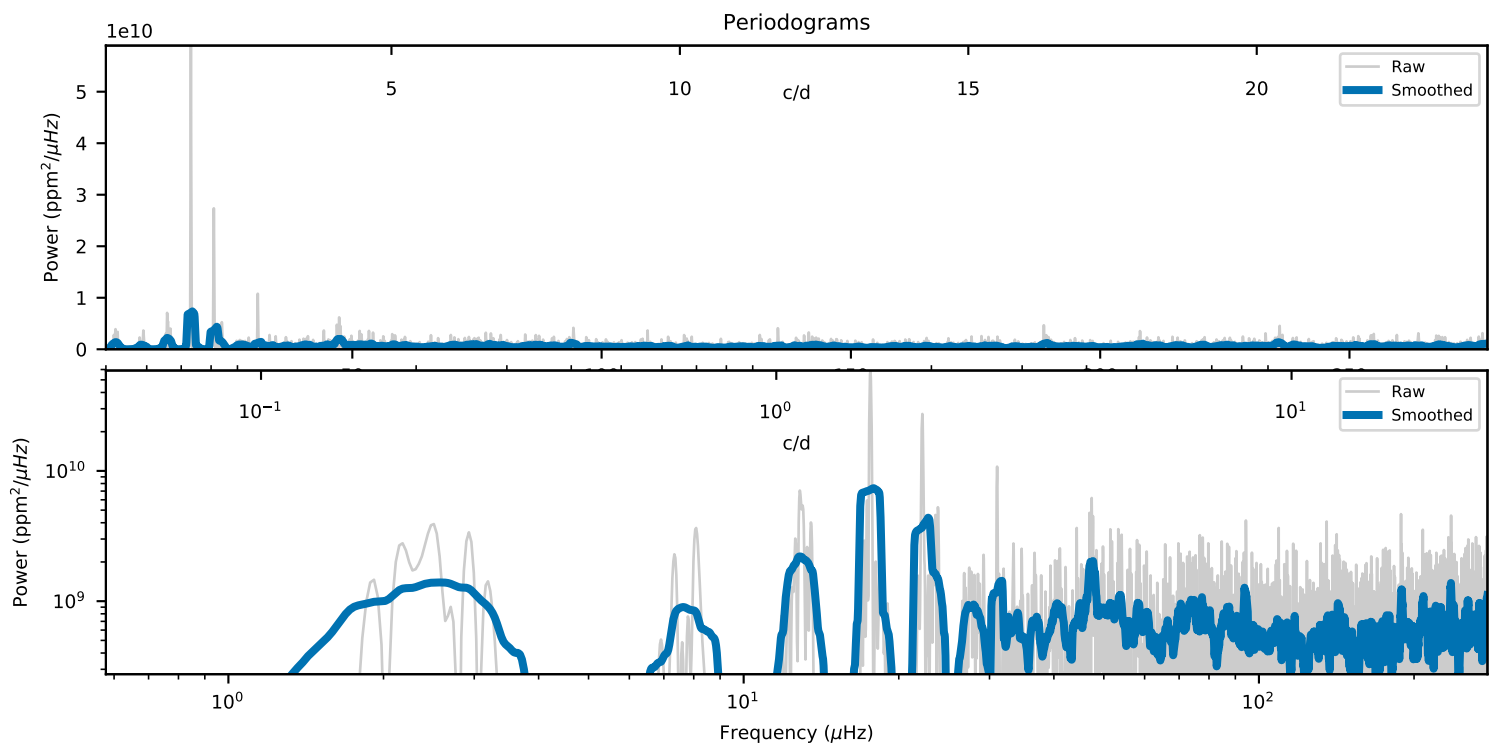 Periodograms
1e10
5 10 15 20
c/d
Raw
Smoothed
Power (ppm²/μHz)
5
4
3
2
1
0
10⁻¹ 10⁰ 10¹
c/d
Raw
Smoothed
Power (ppm²/μHz)
10¹⁰
10⁹
10⁰ 10¹ 10²
Frequency (μHz)